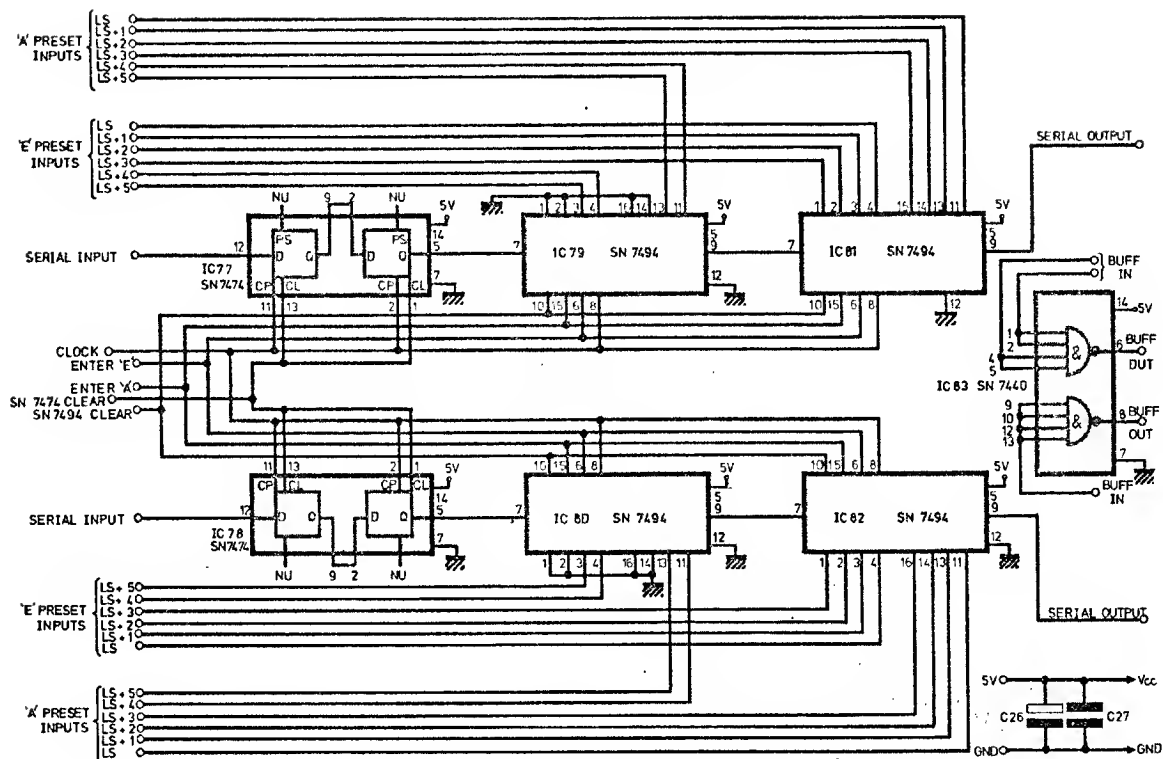 'A' PRESET INPUTS
LS
LS+1
LS+2
LS+3
LS+4
LS+5
'E' PRESET INPUTS
LS
LS+1
LS+2
LS+3
LS+4
LS+5
SERIAL OUTPUT
NU 9 2 NU
5V
14
5
7
PS PS
D Q D Q
12
SERIAL INPUT
IC77
SN7474
CP CL CP CL
11 13 2 1
1 2 3 4 16 14 13 11
5V
5
9
12
7
IC 79 SN 7494
10 15 6 8
1 2 3 4 16 14 13 11
5V
5
9
7
IC81 SN 7494
10 15 6 8 12
BUFF IN
14 5V
1
2
4
5
&
6 BUFF OUT
IC 83 SN 7440
9
10
12
13
&
8 BUFF OUT
7
BUFF IN
CLOCK
ENTER 'E'
ENTER 'A'
SN 7474 CLEAR
SN 7494 CLEAR
11 13 2 1
CP CL CP CL
5V
14
5
7
SERIAL INPUT
12
D Q D Q
IC78
SN7474
NU 9 2 NU
10 15 6 8
5V
5
9
12
7
IC 80 SN 7494
1 2 3 4 16 14 13 11
10 15 6 8
5V
5
9
12
7
IC 82 SN 7494
1 2 3 4 16 14 13 11
'E' PRESET INPUTS
LS+5
LS+4
LS+3
LS+2
LS+1
LS
SERIAL OUTPUT
'A' PRESET INPUTS
LS+5
LS+4
LS+3
LS+2
LS+1
LS
5V Vcc
C26 C27
GND GND